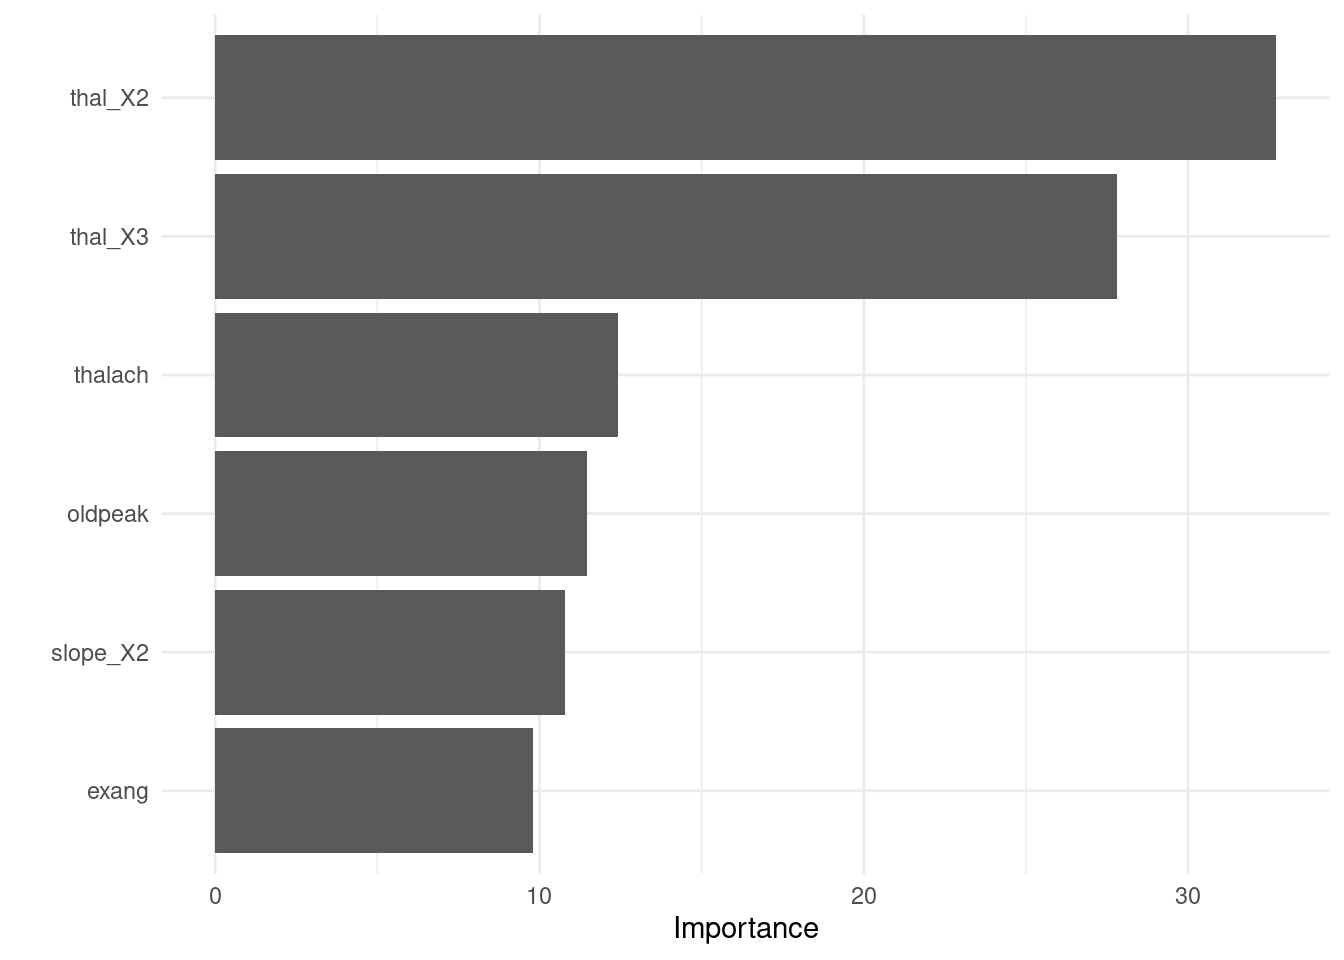 thal_X2
thal_X3
thalach
oldpeak
slope_X2
exang
0 10 20 30
Importance